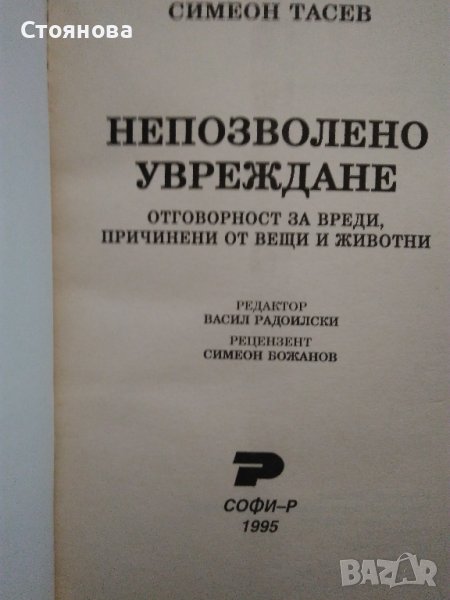 СИМЕОН ТАСЕВ
Стоянова
НЕПОЗВОЛЕНО
УВРЕЖДАНЕ
ОТГОВОРНОСТ ЗА ВРЕДИ,
ПРИЧИНЕНИ ОТ ВЕЩИ И ЖИВОТНИ
РЕДАКТОР
ВАСИЛ РАДОИЛСКИ
РЕЦЕНЗЕНТ
СИМЕОН БОЖАНОВ
СОФИ–Р
1995
BAZAR